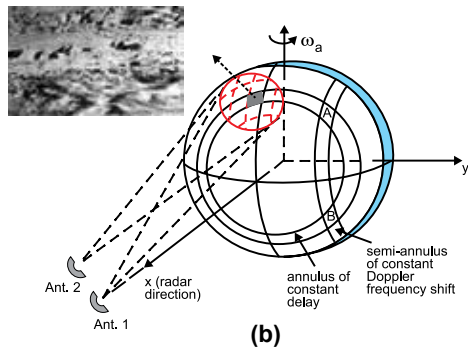 ωa
A
y
B
semi-annulus
of constant
Doppler
frequency shift
annulus of
constant
delay
x (radar
direction)
Ant. 2
Ant. 1
(b)